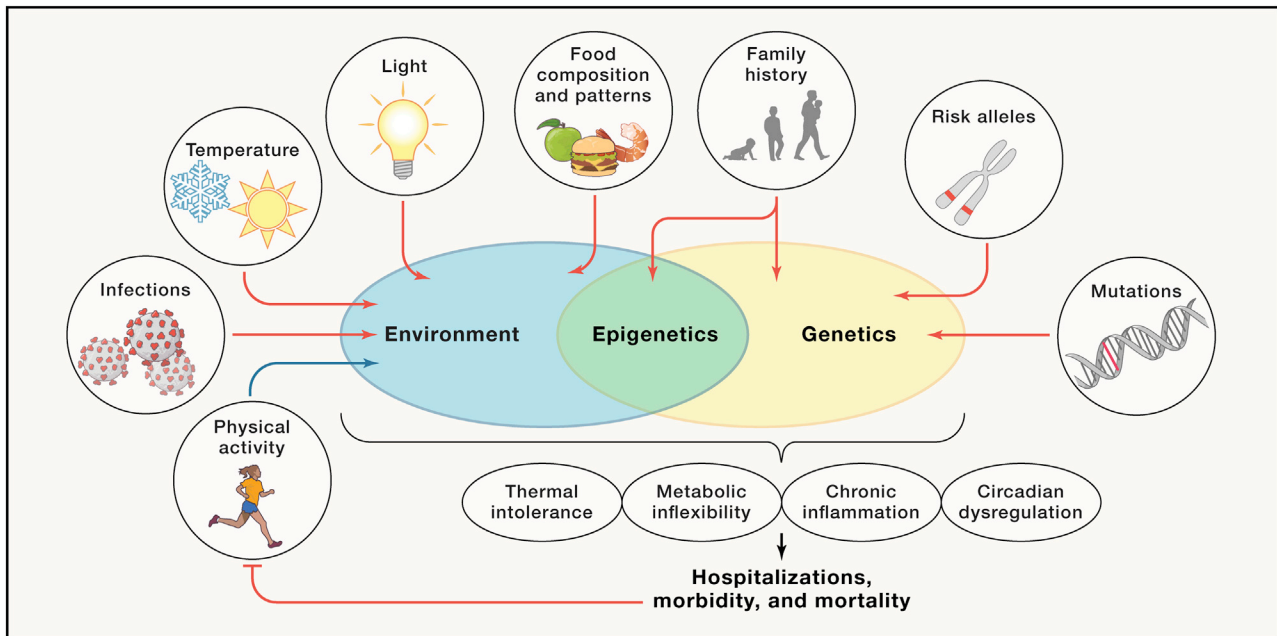 Light
Food
composition
and patterns
Family
history
Risk alleles
Temperature
Infections
Mutations
Environment
Epigenetics
Genetics
Physical
activity
Thermal
intolerance
Metabolic
inflexibility
Chronic
inflammation
Circadian
dysregulation
Hospitalizations,
morbidity, and mortality